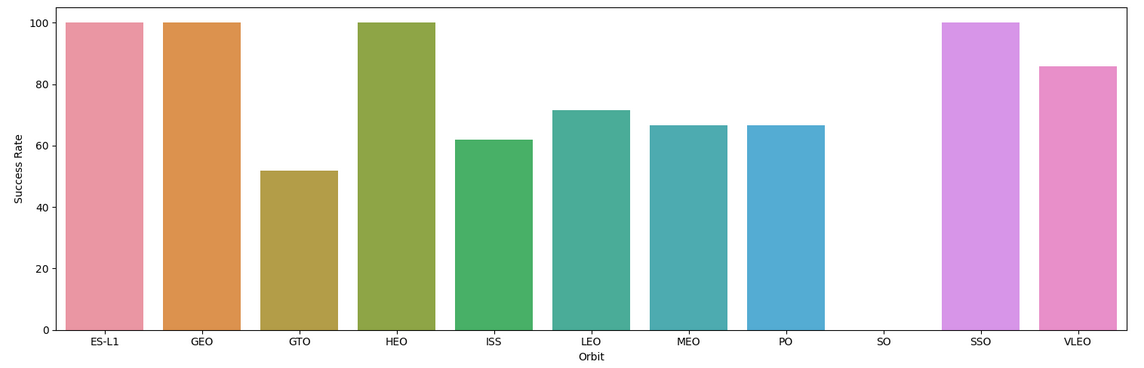 100
80
60
40
20
0
Success Rate
ES-L1 GEO GTO HEO ISS LEO MEO PO SO SSO VLEO
Orbit